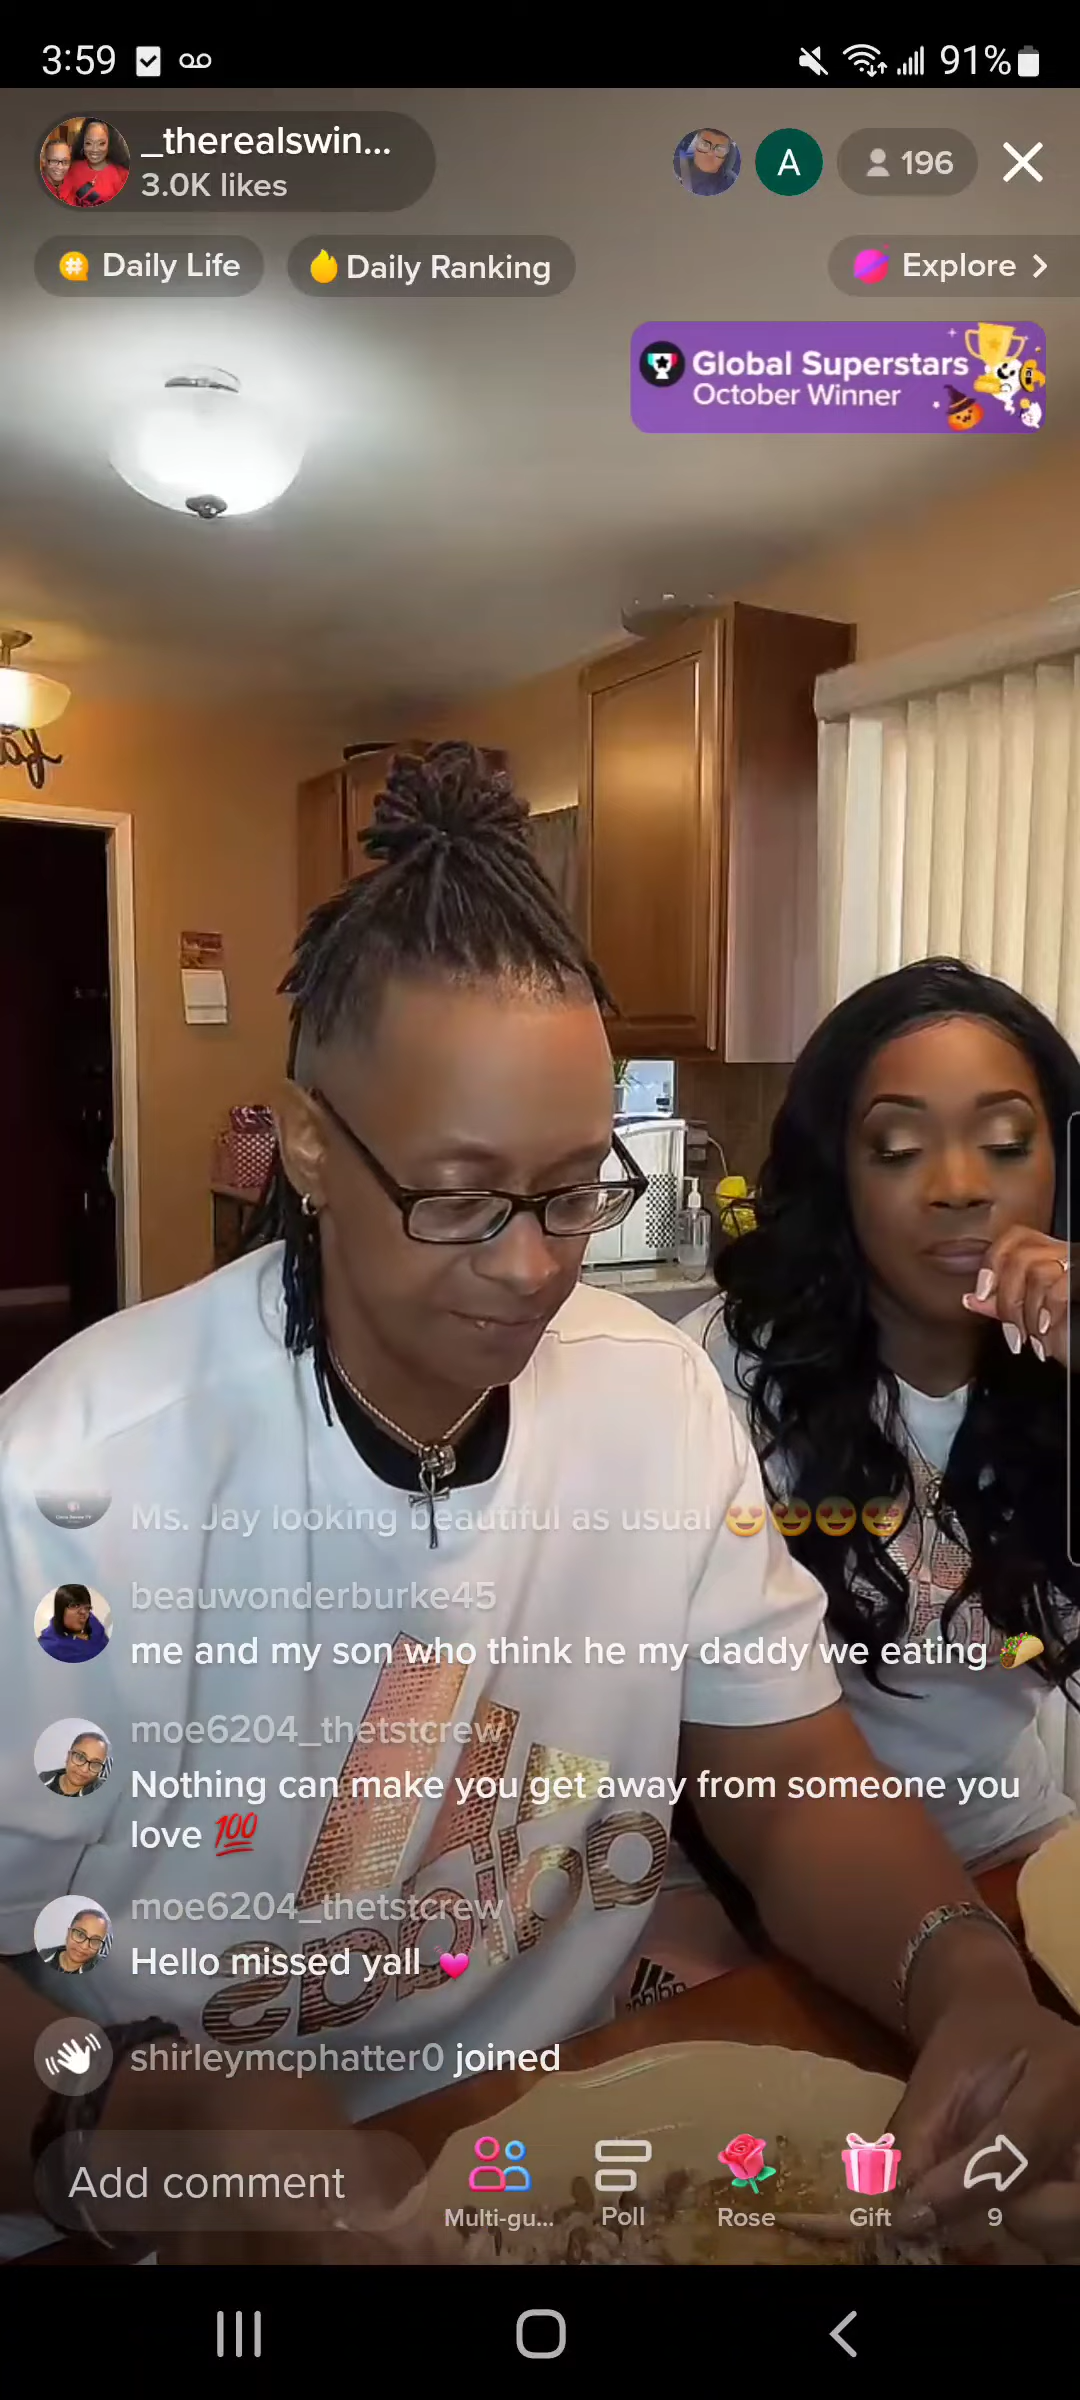 3:59
91%
_therealswin...
3.0K likes
A
196
Daily Life
Daily Ranking
Explore
Global Superstars
October Winner
Ms. Jay looking beautiful as usual 😍😍😍😍
beauwonderburke45
me and my son who think he my daddy we eating 🌮
moe6204_thetstcrew
Nothing can make you get away from someone you
love 💯
moe6204_thetstcrew
Hello missed yall 💓
shirleymcphatter0 joined
adidas
adidas
Add comment
Multi-gu...
Poll
Rose
Gift
9